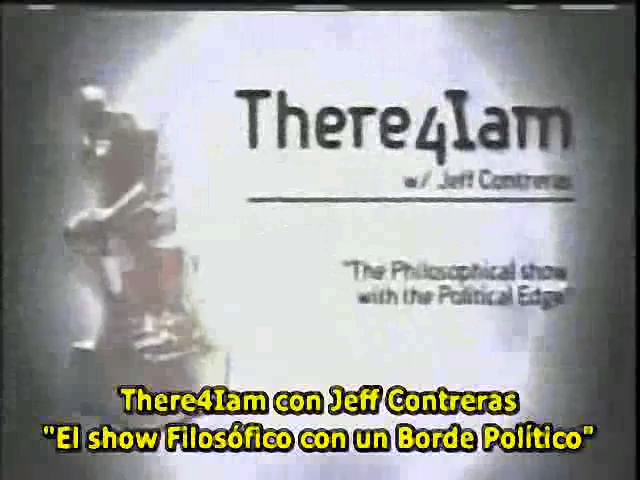 There4Iam
w/ Jeff Contreras
"The Philosophical show
with the Political Edge"
There4Iam con Jeff Contreras
"El show Filosófico con un Borde Político"